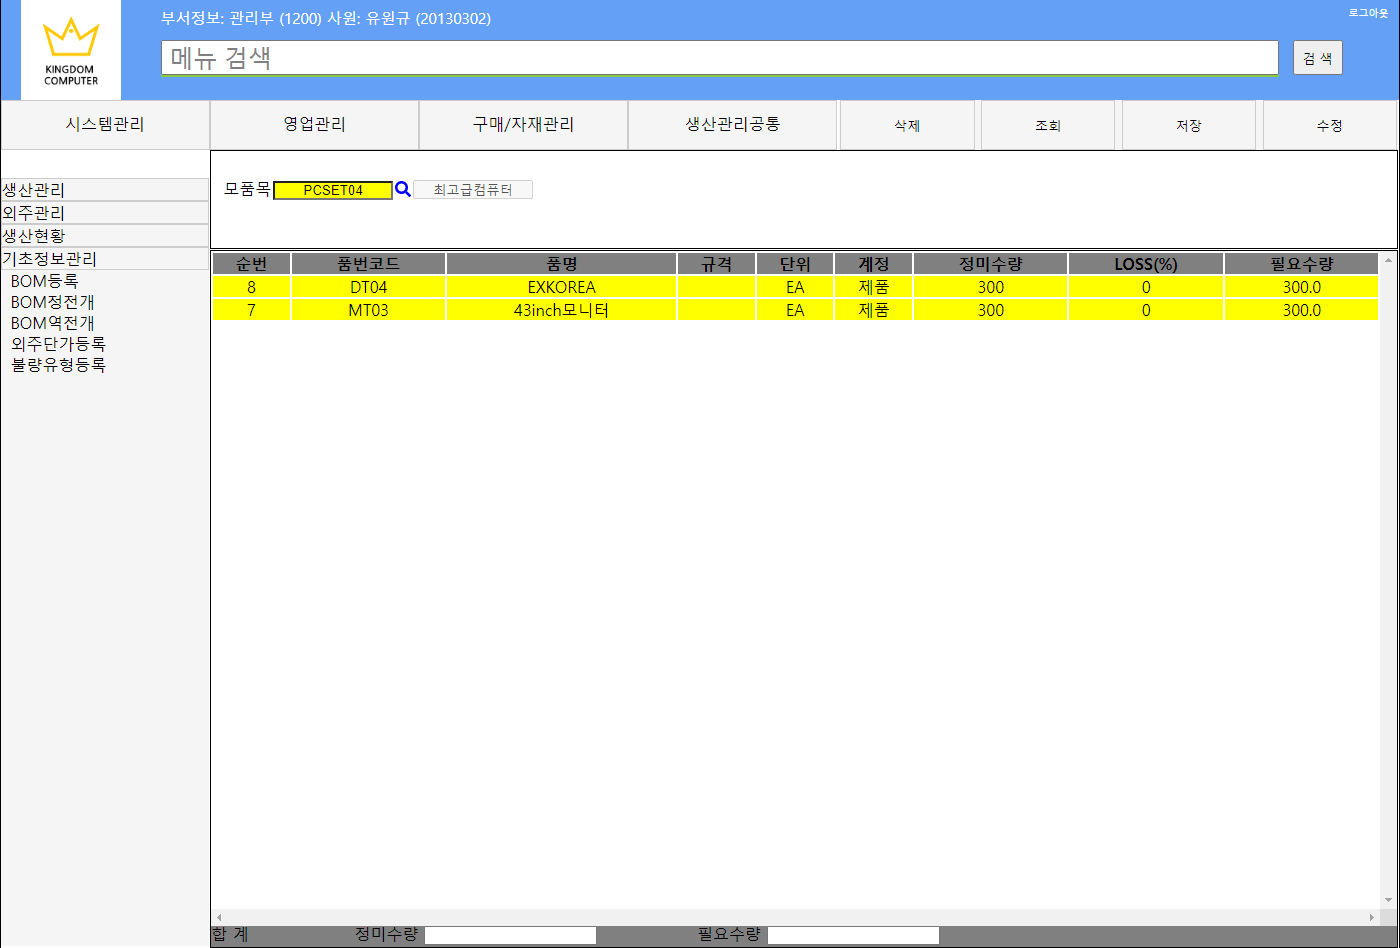 KINGDOM
COMPUTER
부서정보: 관리부 (1200) 사원: 유원규 (20130302)
로그아웃
메뉴 검색
검 색
시스템관리 영업관리 구매/자재관리 생산관리공통 삭제 조회 저장 수정
생산관리
외주관리
생산현황
기초정보관리
BOM등록
BOM정전개
BOM역전개
외주단가등록
불량유형등록
모품목 PCSET04 최고급컴퓨터
순번 품번코드 품명 규격 단위 계정 정미수량 LOSS(%) 필요수량
8 DT04 EXKOREA EA 제품 300 0 300.0
7 MT03 43inch모니터 EA 제품 300 0 300.0
합 계 정미수량 필요수량